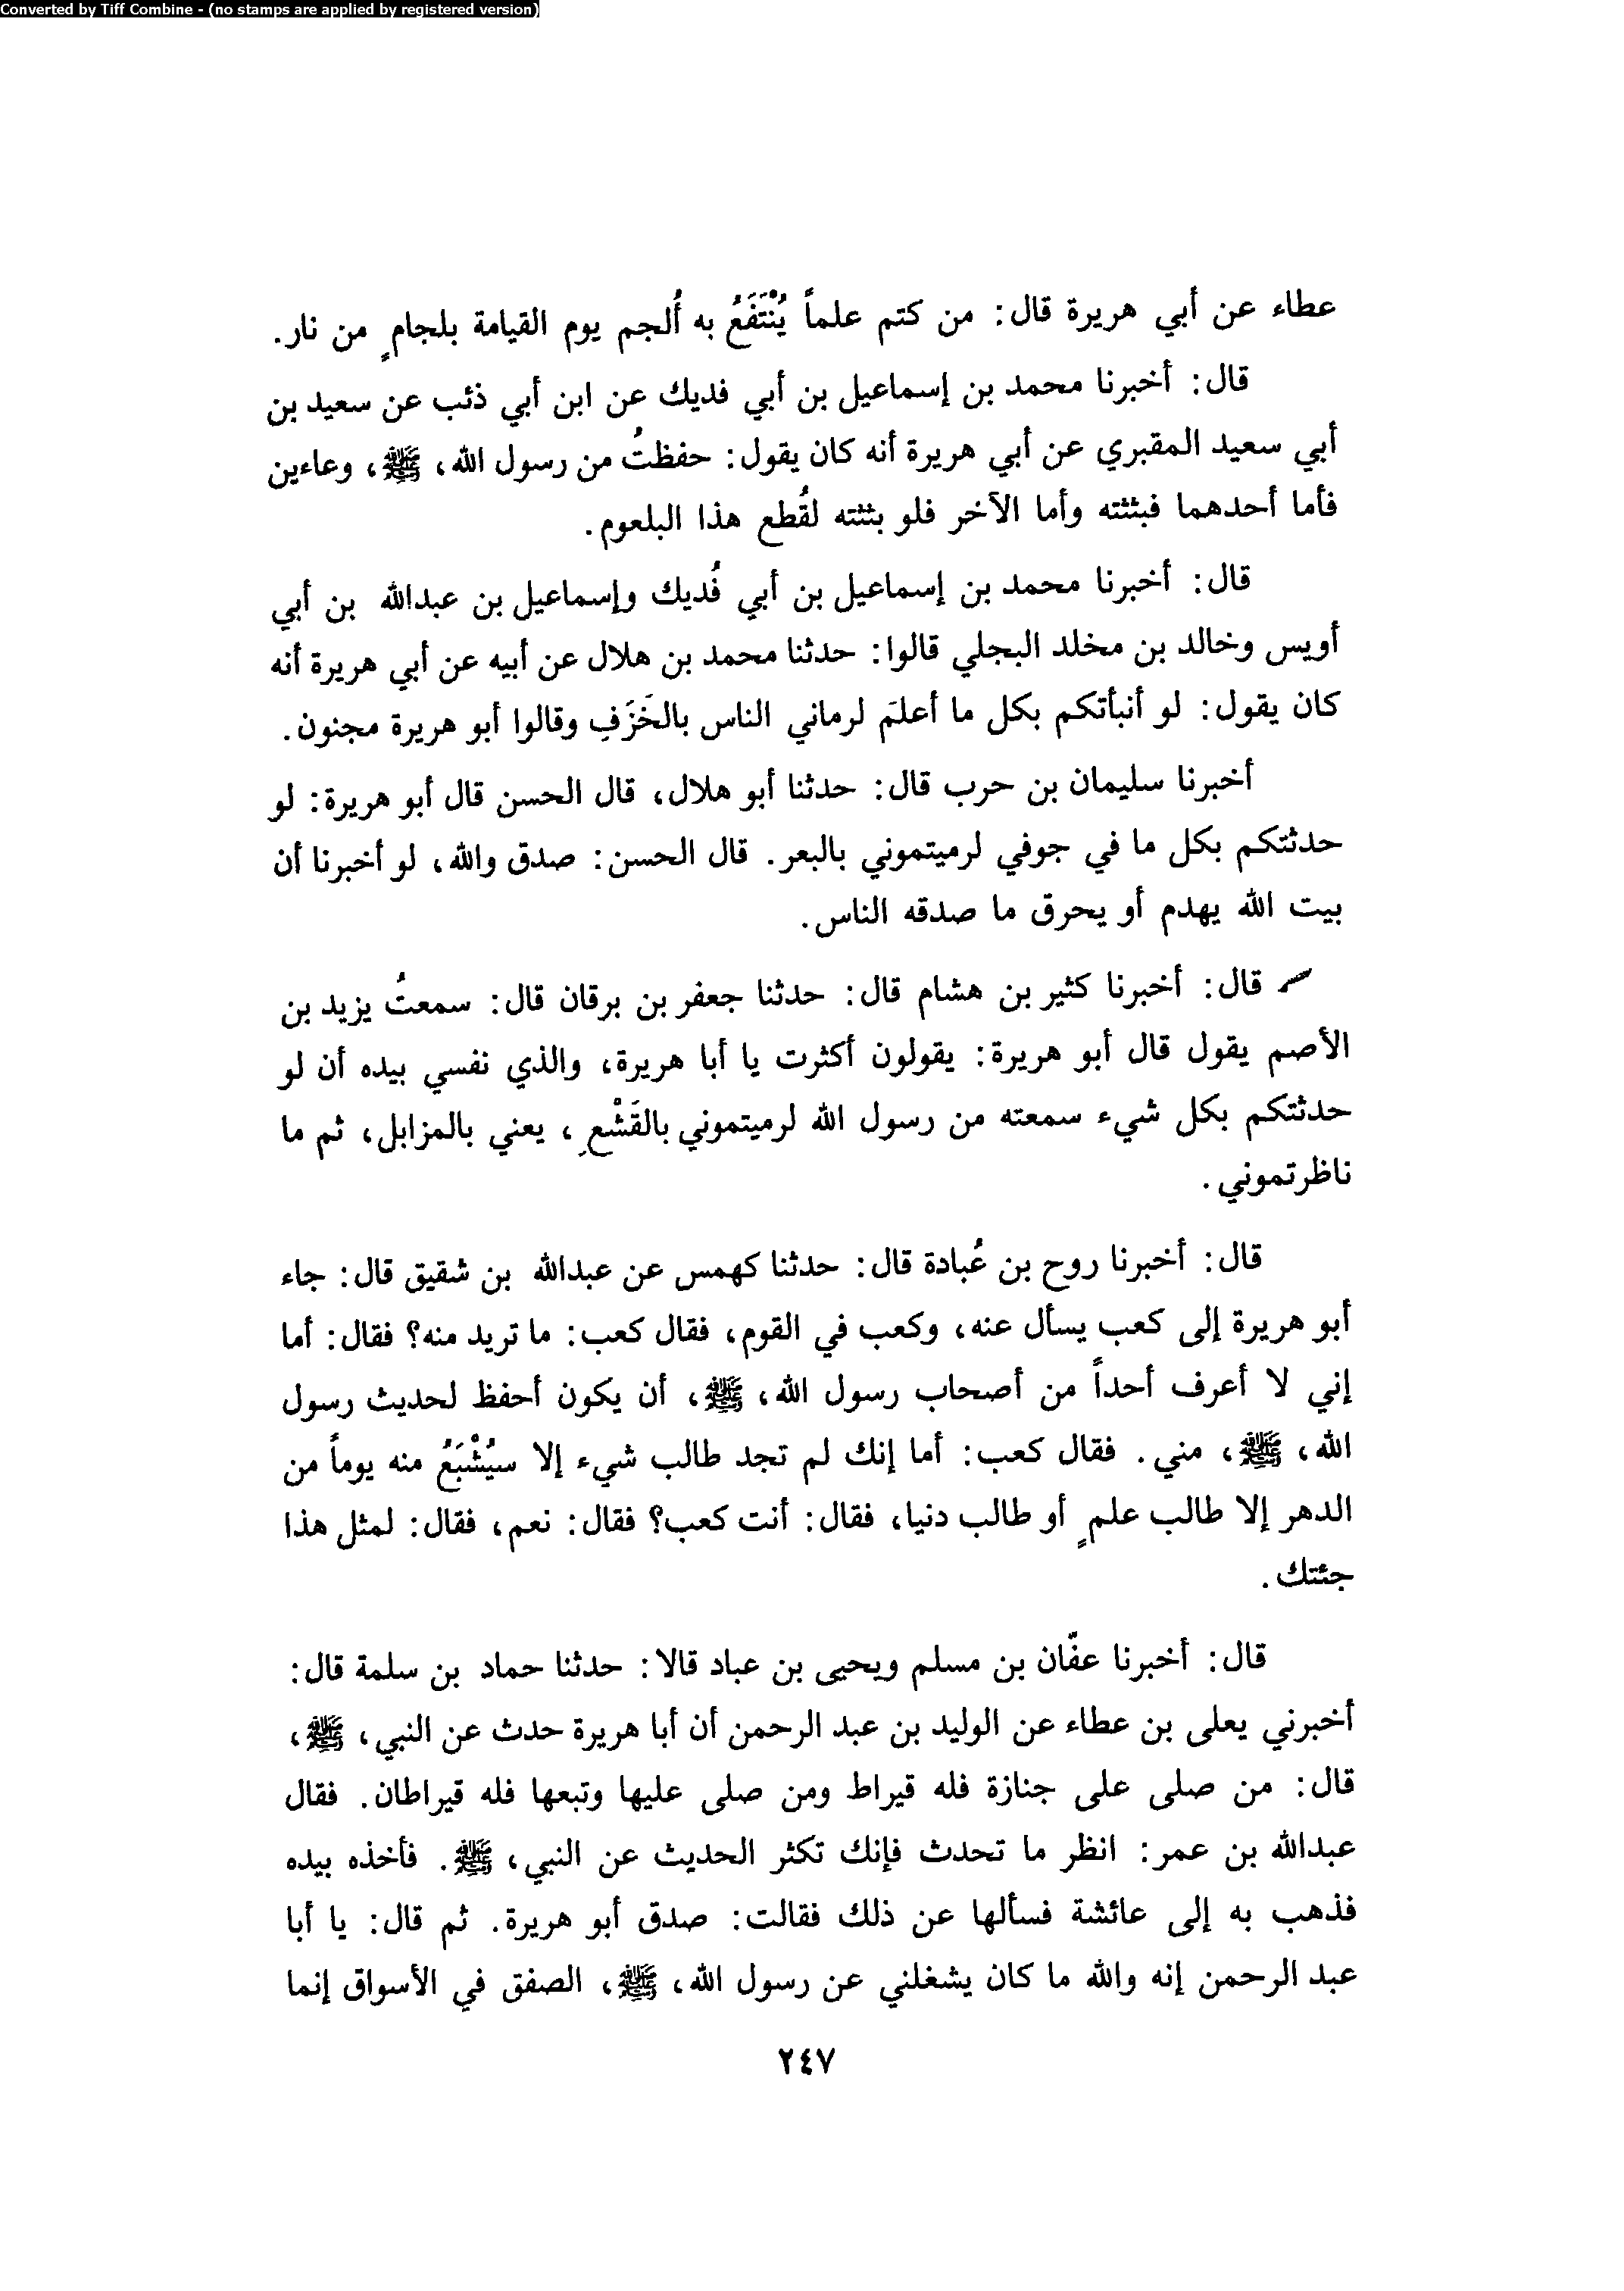 Converted by Tiff Combine - (no stamps are applied by registered version)
عطاء عن أبي هريرة قال: من كتم علماً يُنْتَفَعُ به أُلجم يوم القيامة بلجامٍ من نار.
قال: أخبرنا محمد بن إسماعيل بن أبي فديك عن ابن أبي ذئب عن سعيد بن
أبي سعيد المقبري عن أبي هريرة أنه كان يقول: حفظتُ من رسول الله، ﷺ، وعاءين
فأما أحدهما فبثثته وأما الآخر فلو بثثته لقُطع هذا البلعوم.
قال: أخبرنا محمد بن إسماعيل بن أبي فُديك وإسماعيل بن عبدالله بن أبي
أويس وخالد بن مخلد البجلي قالوا: حدثنا محمد بن هلال عن أبيه عن أبي هريرة أنه
كان يقول: لو أنبأتكم بكل ما أعلمَ لرماني الناس بالخَزَفِ وقالوا أبو هريرة مجنون.
أخبرنا سليمان بن حرب قال: حدثنا أبو هلال، قال الحسن قال أبو هريرة: لو
حدثتكم بكل ما في جوفي لرميتموني بالبعر. قال الحسن: صدق والله، لو أخبرنا أن
بيت الله يهدم أو يحرق ما صدقه الناس.
قال: أخبرنا كثير بن هشام قال: حدثنا جعفر بن برقان قال: سمعتُ يزيد بن
الأصم يقول قال أبو هريرة: يقولون أكثرت يا أبا هريرة، والذي نفسي بيده أن لو
حدثتكم بكل شيء سمعته من رسول الله لرميتموني بالقَشْعِ، يعني بالمزابل، ثم ما
ناظرتموني.
قال: أخبرنا روح بن عُبادة قال: حدثنا كهمس عن عبدالله بن شقيق قال: جاء
أبو هريرة إلى كعب يسأل عنه، وكعب في القوم، فقال كعب: ما تريد منه؟ فقال: أما
إني لا أعرف أحداً من أصحاب رسول الله، ﷺ، أن يكون أحفظ لحديث رسول
الله، ﷺ، مني. فقال كعب: أما إنك لم تجد طالب شيء إلا سيُشْبَعُ منه يوماً من
الدهر إلا طالب علمٍ أو طالب دنيا، فقال: أنت كعب؟ فقال: نعم، فقال: لمثل هذا
جئتك.
قال: أخبرنا عفّان بن مسلم ويحيى بن عباد قالا: حدثنا حماد بن سلمة قال:
أخبرني يعلى بن عطاء عن الوليد بن عبد الرحمن أن أبا هريرة حدث عن النبي، ﷺ،
قال: من صلى على جنازة فله قيراط ومن صلى عليها وتبعها فله قيراطان. فقال
عبدالله بن عمر: انظر ما تحدث فإنك تكثر الحديث عن النبي، ﷺ. فأخذه بيده
فذهب به إلى عائشة فسألها عن ذلك فقالت: صدق أبو هريرة. ثم قال: يا أبا
عبد الرحمن إنه والله ما كان يشغلني عن رسول الله، ﷺ، الصفق في الأسواق إنما
٢٤٧